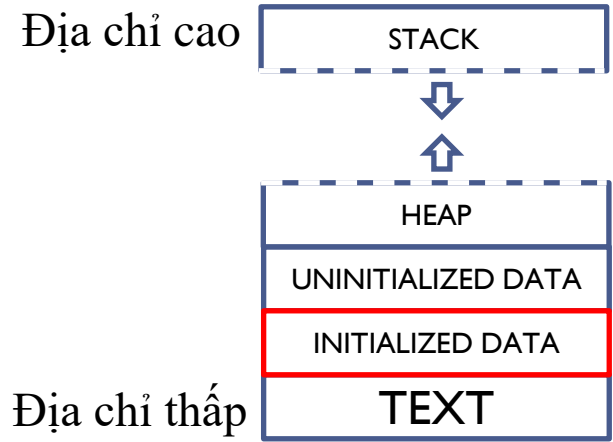 Địa chỉ cao
STACK
HEAP
UNINITIALIZED DATA
INITIALIZED DATA
Địa chỉ thấp
TEXT